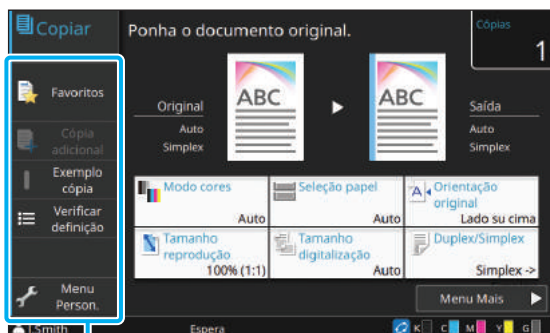 Copiar
Ponha o documento original.
Cópias
1
Favoritos
Cópia
adicional
Exemplo
cópia
Verificar
definição
Menu
Person.
Original
Auto
Simplex
ABC
ABC
Saída
Auto
Simplex
Modo cores
Auto
Seleção papel
Auto
A
Orientação
original
Lado su cima
Tamanho
reprodução
100% (1:1)
Tamanho
digitalização
Auto
Duplex/Simplex
Simplex ->
Menu Mais
J.Smith
Espera
K
C
M
Y
G